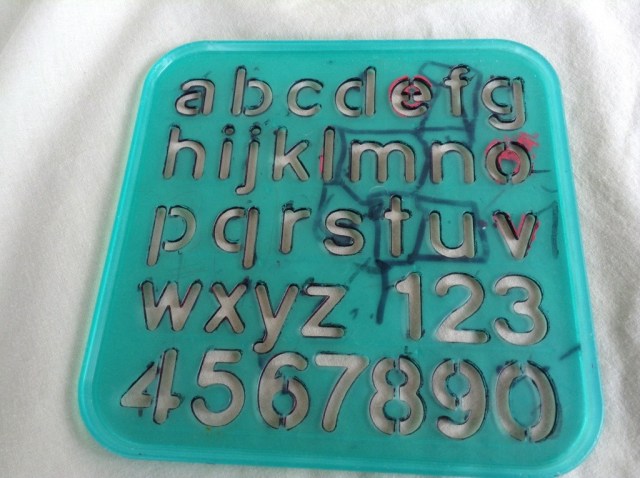 abcdefg
hijklmno
pqrstuv
wxyz 123
4567890